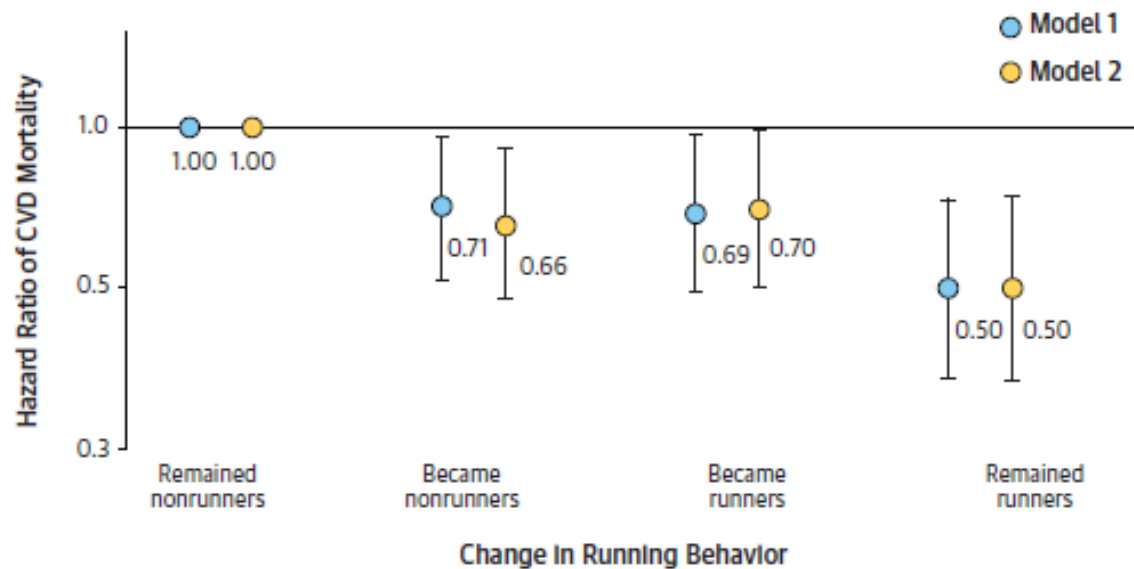 Model 1
Model 2
Hazard Ratio of CVD Mortality
1.0
0.5
0.3
1.00 1.00
0.71
0.66
0.69
0.70
0.50
0.50
Remained
nonrunners
Became
nonrunners
Became
runners
Remained
runners
Change in Running Behavior